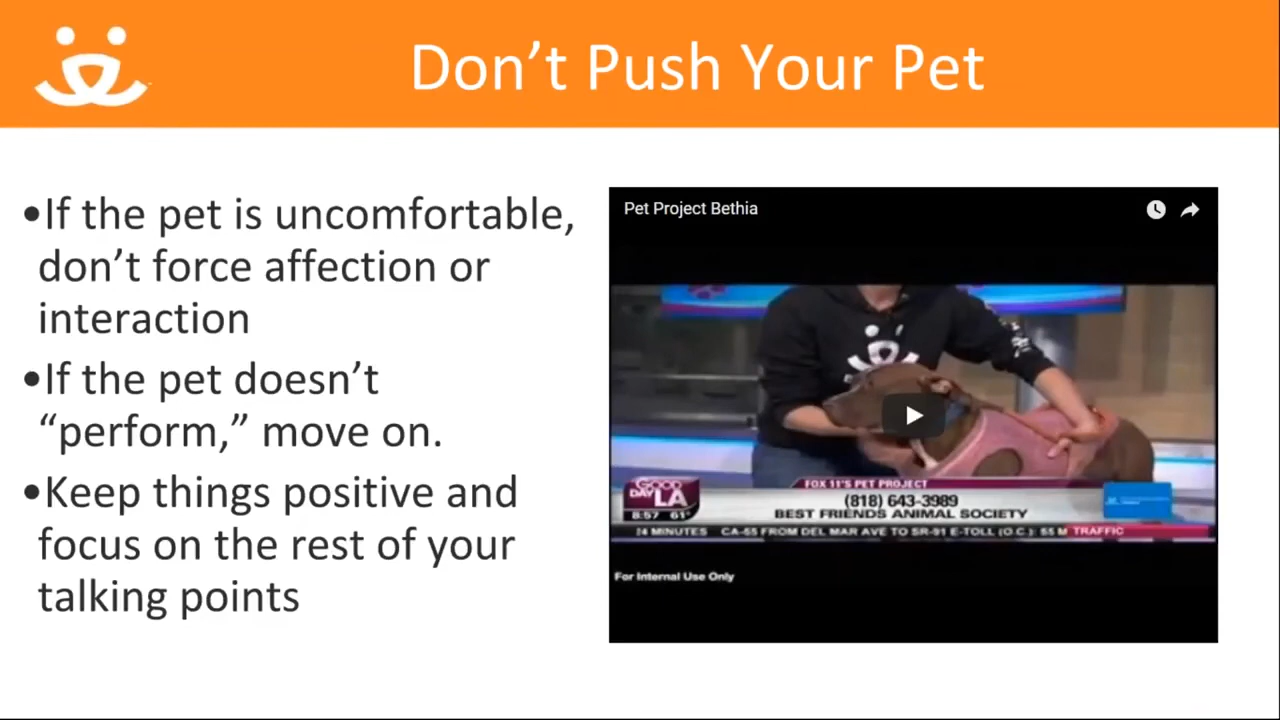 Don’t Push Your Pet
•If the pet is uncomfortable,
don’t force affection or
interaction
•If the pet doesn’t
“perform,” move on.
•Keep things positive and
focus on the rest of your
talking points
Pet Project Bethia
FOX 11'S PET PROJECT
GOOD
DAY LA
(818) 643-3989
8:57 61°
BEST FRIENDS ANIMAL SOCIETY
24 MINUTES CA-55 FROM DEL MAR AVE TO SR-91 E-TOLL (O.C.): 55 M TRAFFIC
For Internal Use Only